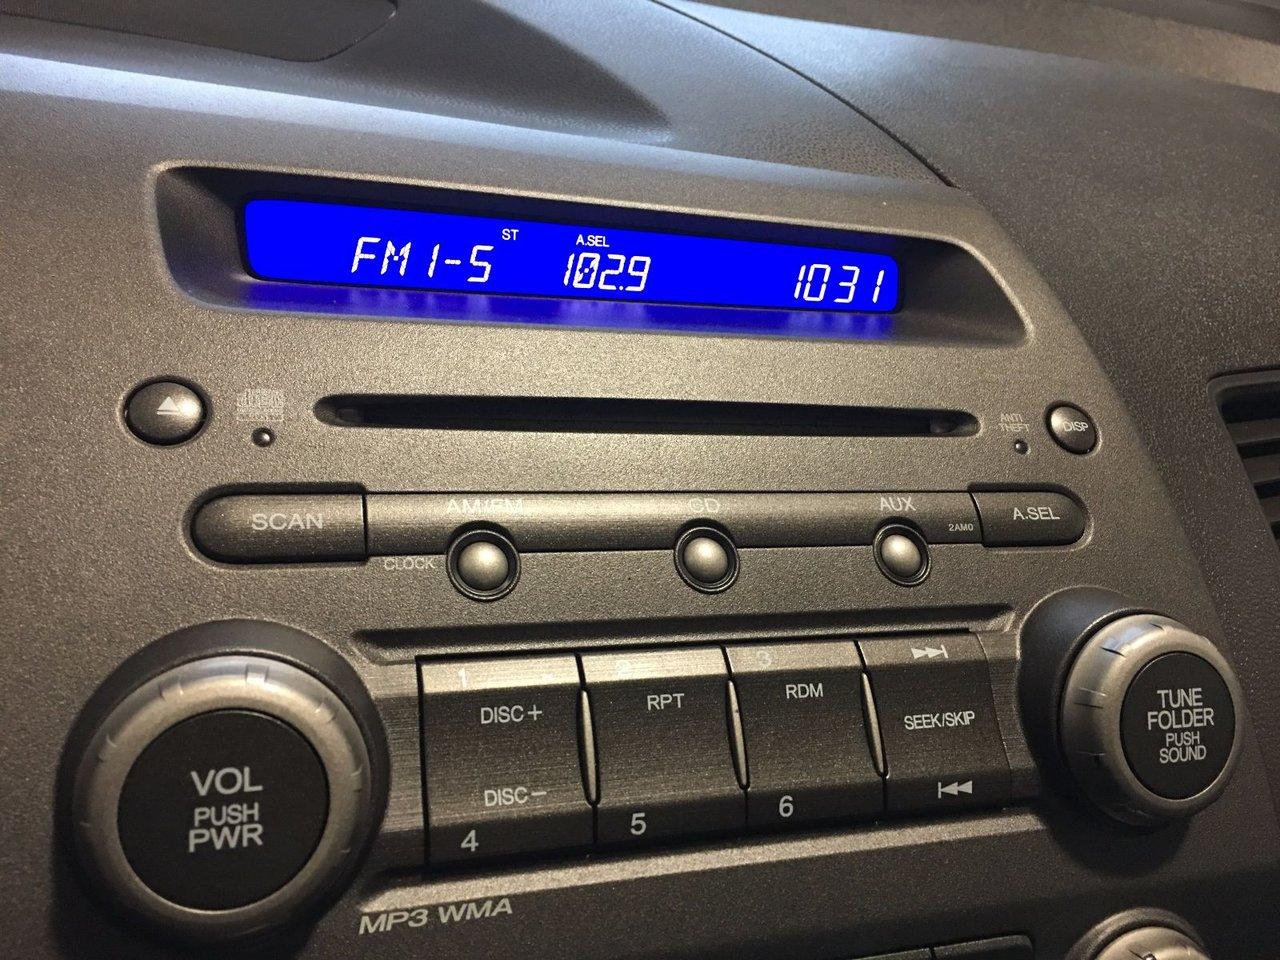 ST A.SEL
FM1-5 102.9 1031
ANTI
THEFT
DISP
SCAN AM/FM CD AUX 2AM0 A.SEL
CLOCK
1 2 3
DISC+ RPT RDM SEEK/SKIP
DISC-
4 5 6
VOL
PUSH
PWR
TUNE
FOLDER
PUSH
SOUND
MP3 WMA